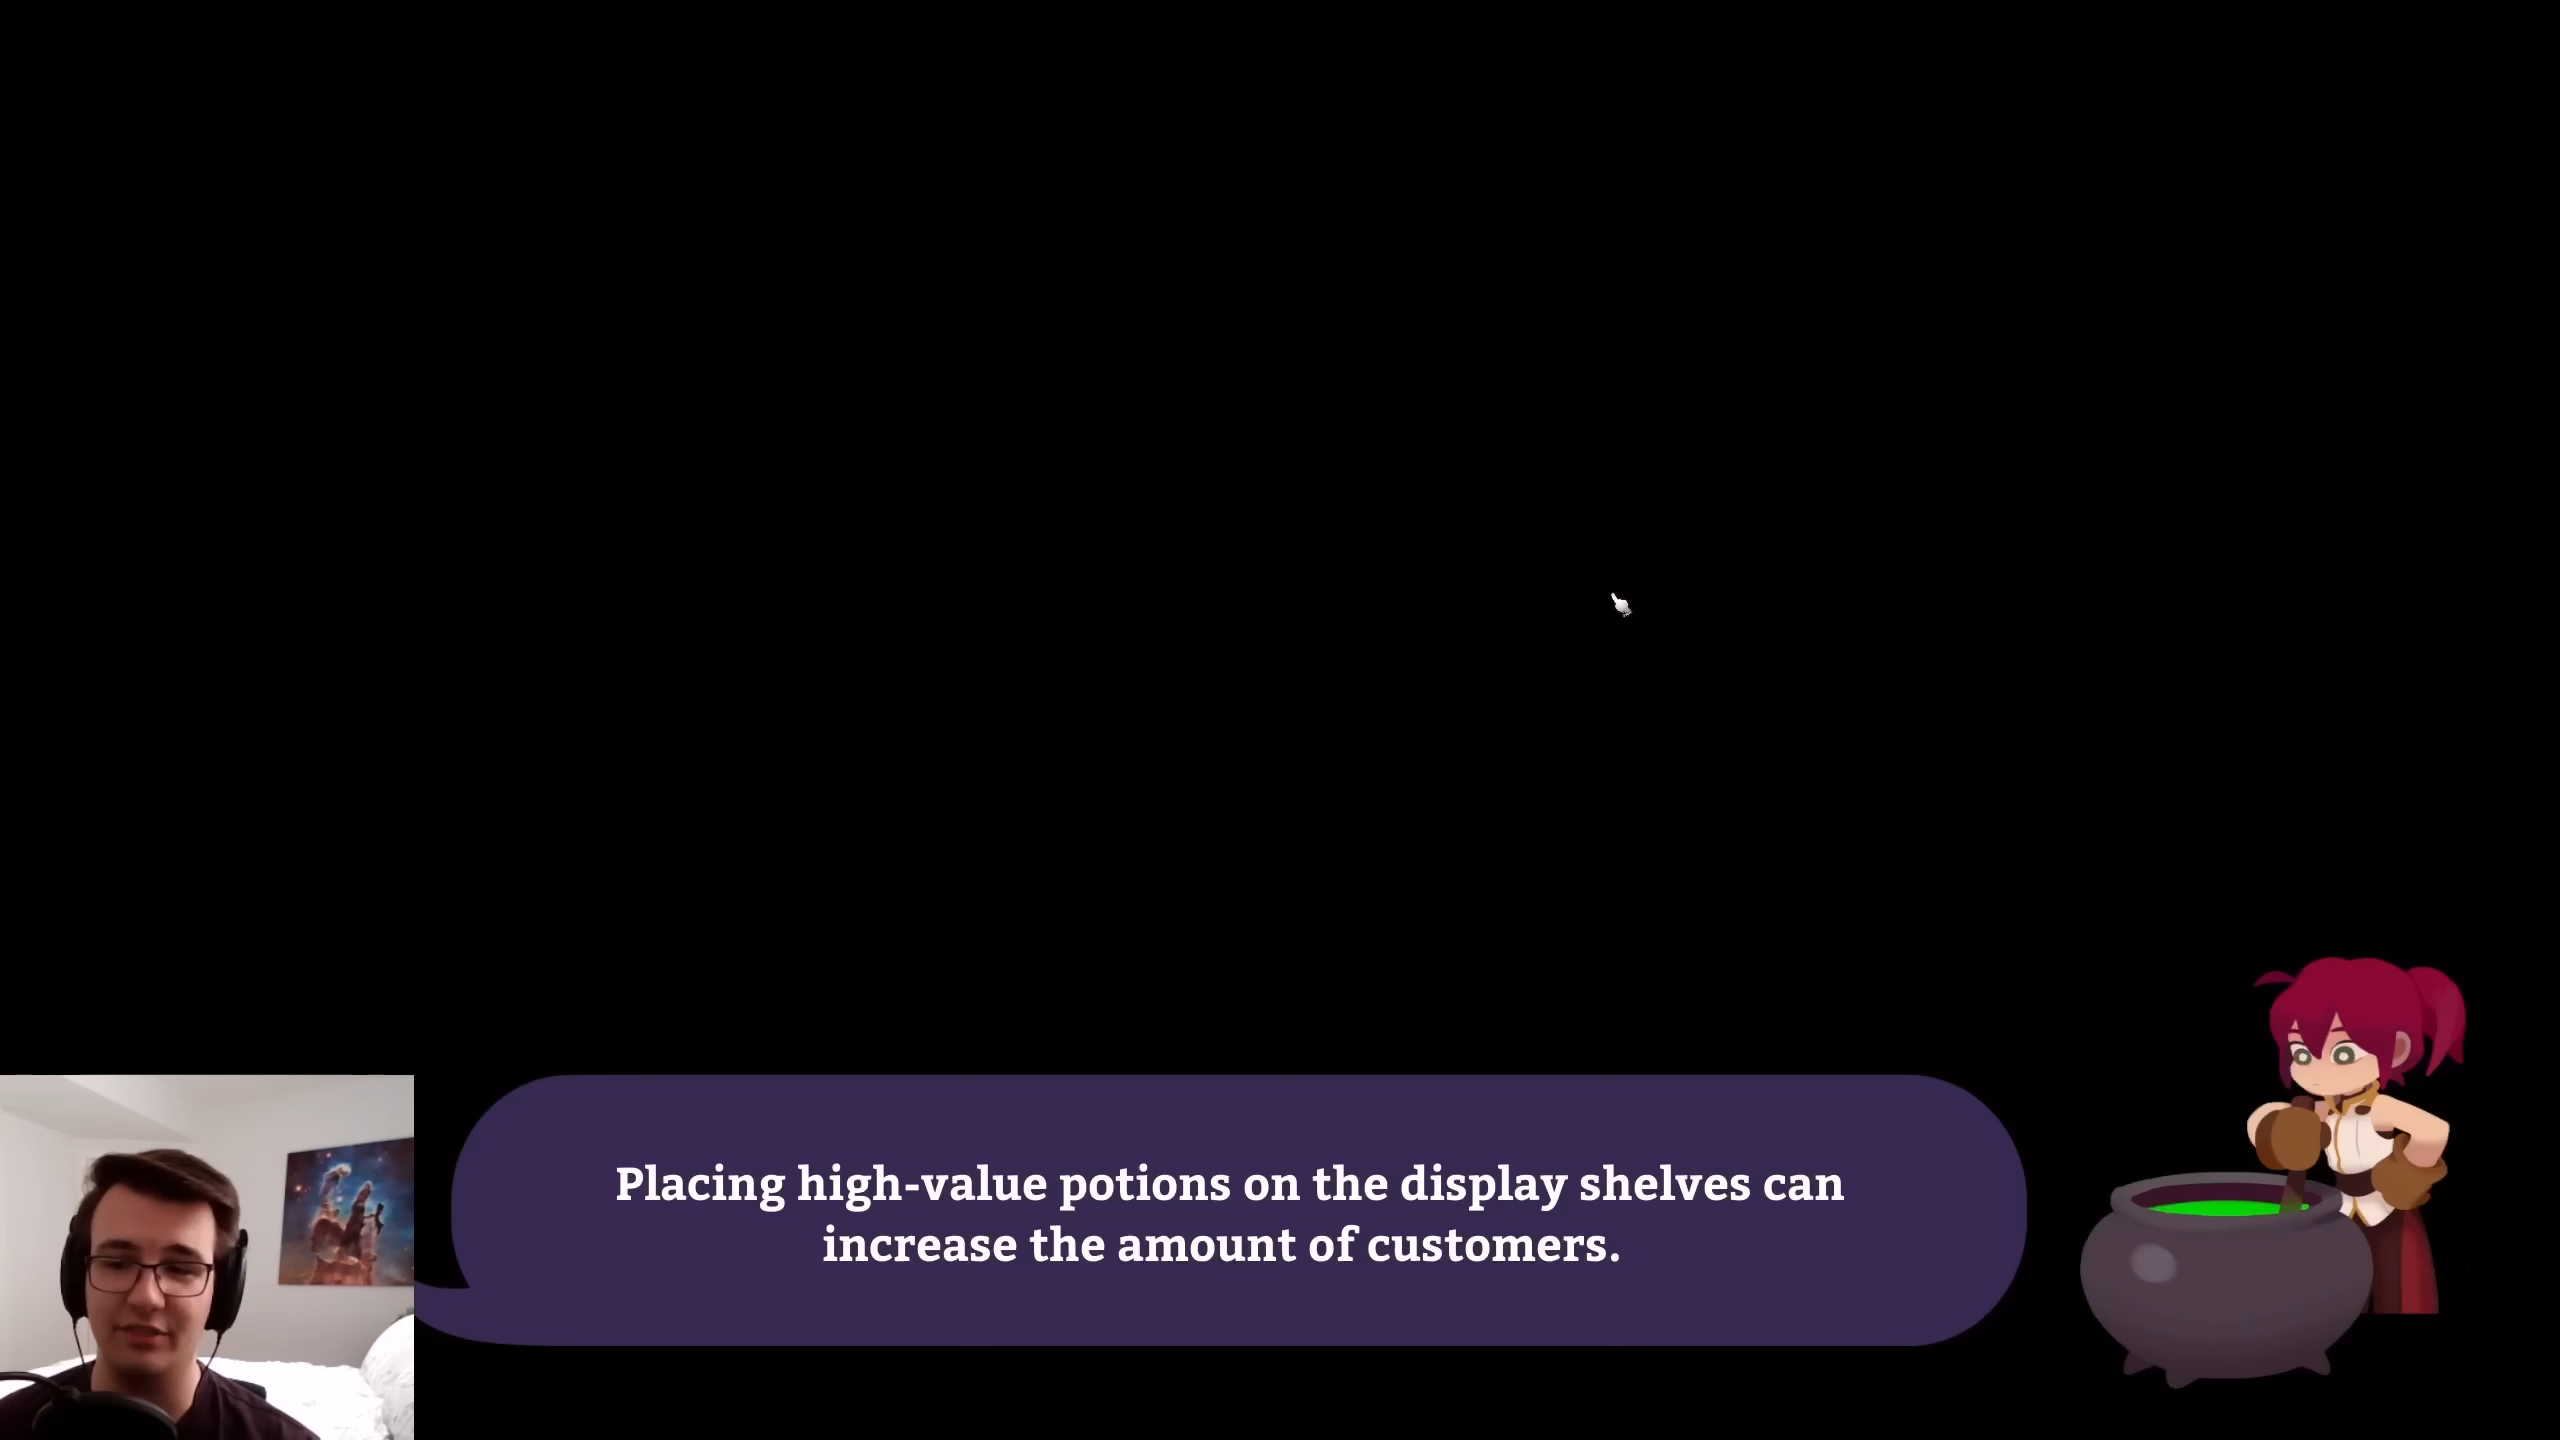 Placing high-value potions on the display shelves can
increase the amount of customers.